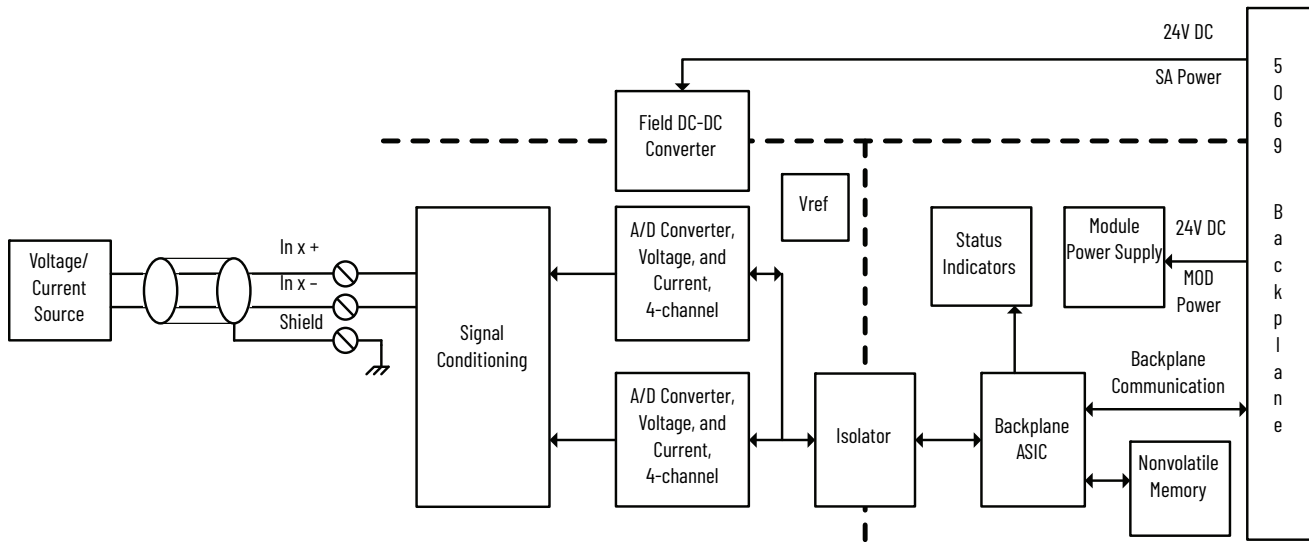 24V DC
SA Power
Field DC-DC
Converter
Vref
Voltage/
Current
Source
In x +
In x –
Shield
Signal
Conditioning
A/D Converter,
Voltage, and
Current,
4-channel
A/D Converter,
Voltage, and
Current,
4-channel
Isolator
Status
Indicators
Module
Power Supply
24V DC
MOD
Power
Backplane
ASIC
Backplane
Communication
Nonvolatile
Memory
5
0
6
9
B
a
c
k
p
l
a
n
e